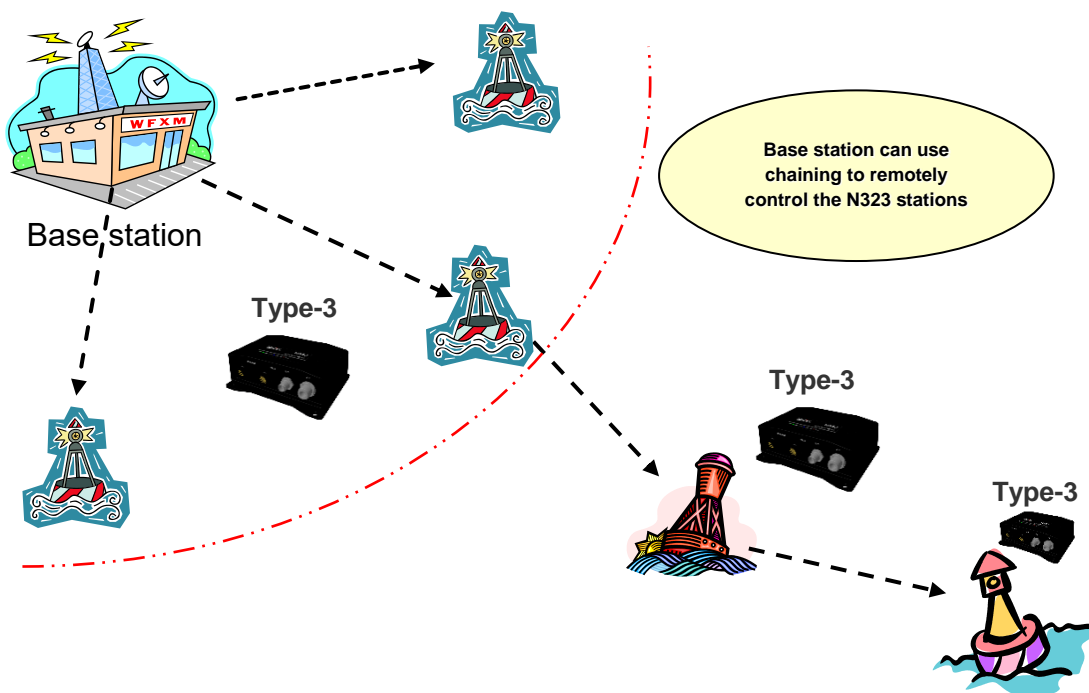 WFXM
Base station can use
chaining to remotely
control the N323 stations
Base station
Type-3
Type-3
Type-3